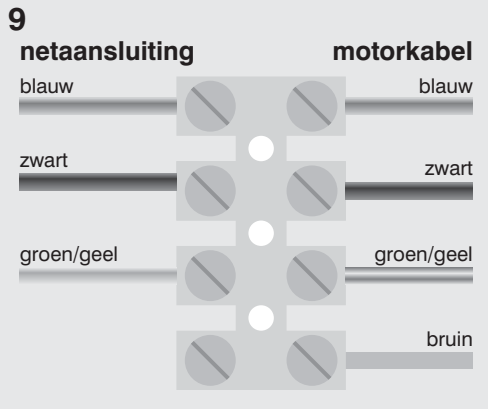 9
netaansluiting motorkabel
blauw blauw
zwart zwart
groen/geel groen/geel
bruin